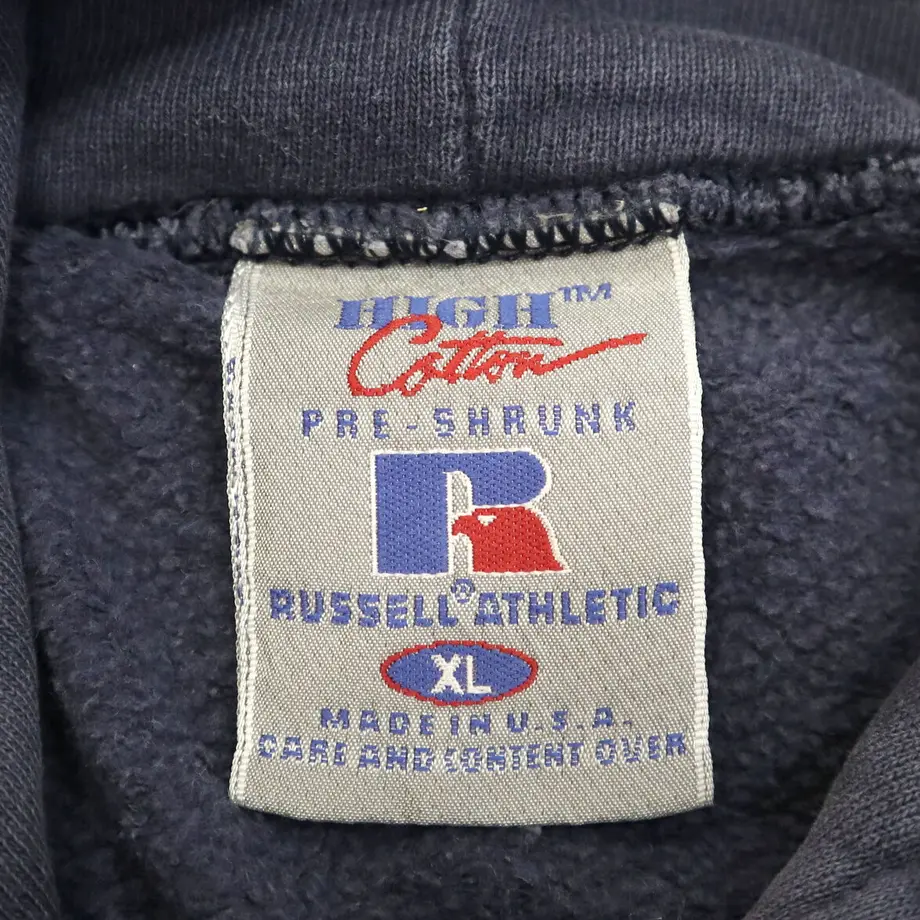 HIGH™
Cotton
PRE-SHRUNK
R
RUSSELL® ATHLETIC
XL
MADE IN U.S.A.
CARE AND CONTENT OVER